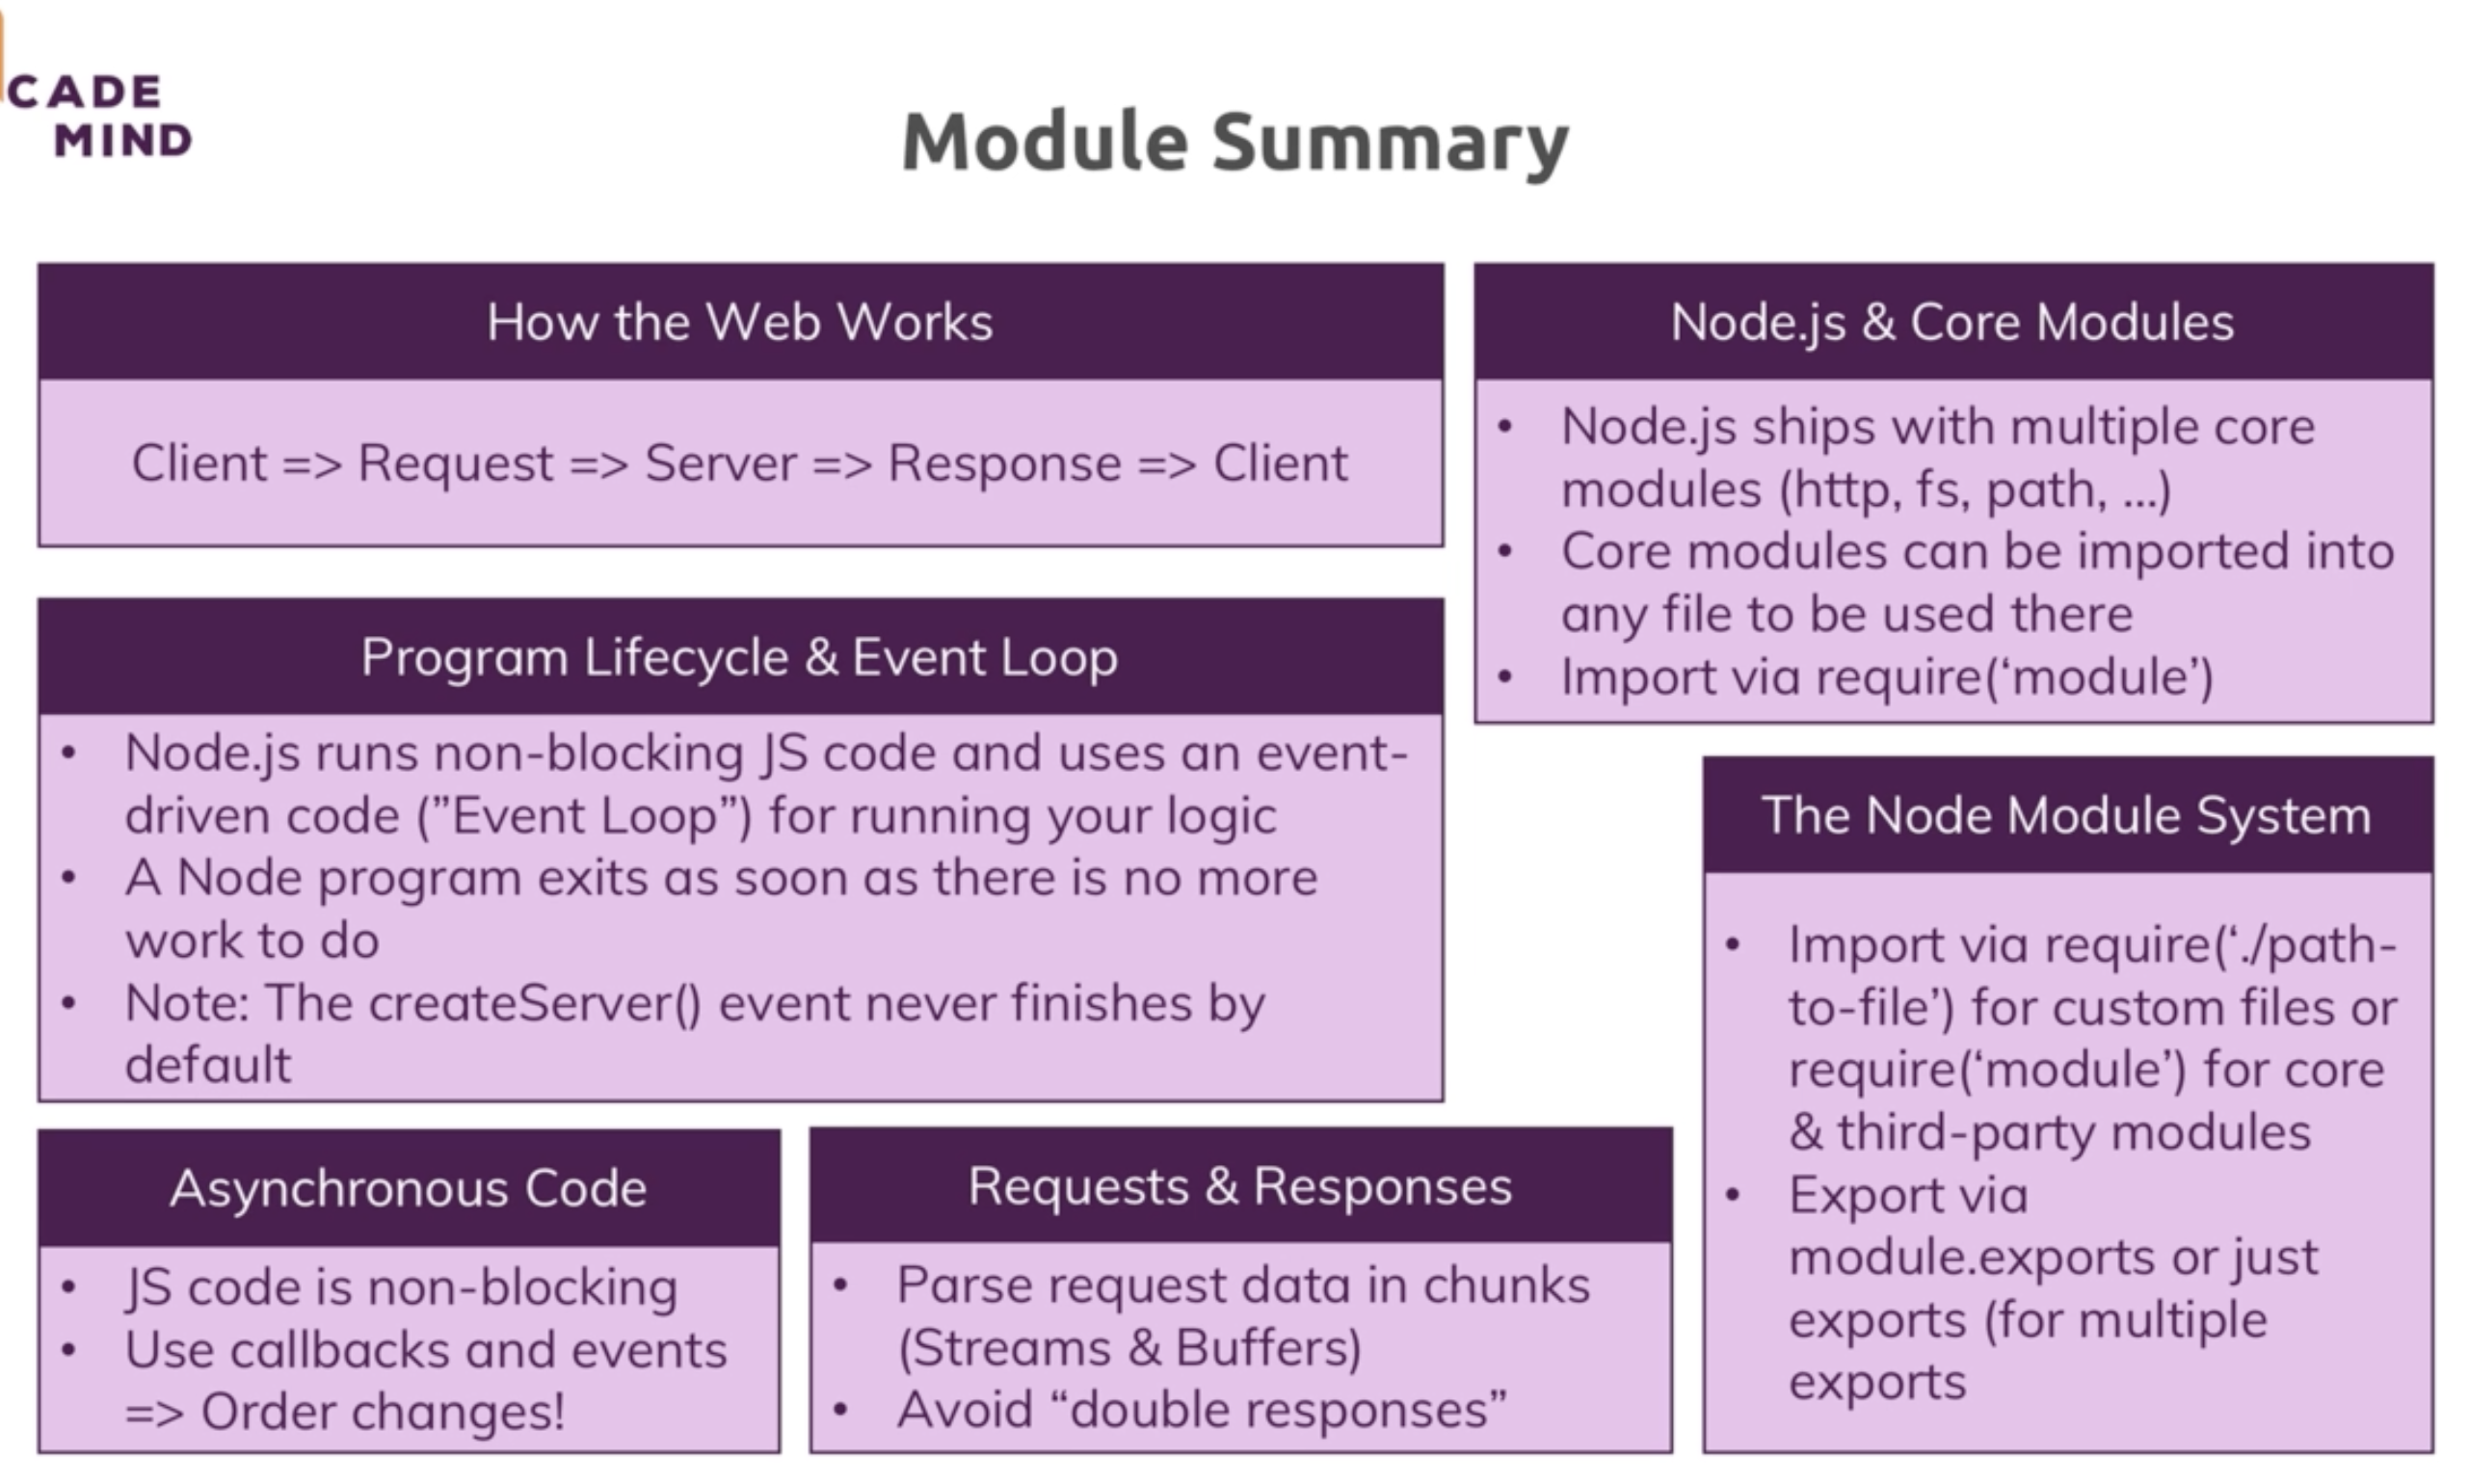 CADE
MIND
Module Summary
How the Web Works
Client => Request => Server => Response => Client
Program Lifecycle & Event Loop
• Node.js runs non-blocking JS code and uses an event-
driven code (”Event Loop”) for running your logic
• A Node program exits as soon as there is no more
work to do
• Note: The createServer() event never finishes by
default
Node.js & Core Modules
• Node.js ships with multiple core
modules (http, fs, path, …)
• Core modules can be imported into
any file to be used there
• Import via require(‘module’)
Asynchronous Code
• JS code is non-blocking
• Use callbacks and events
=> Order changes!
Requests & Responses
• Parse request data in chunks
(Streams & Buffers)
• Avoid “double responses”
The Node Module System
• Import via require(‘./path-
to-file’) for custom files or
require(‘module’) for core
& third-party modules
• Export via
module.exports or just
exports (for multiple
exports